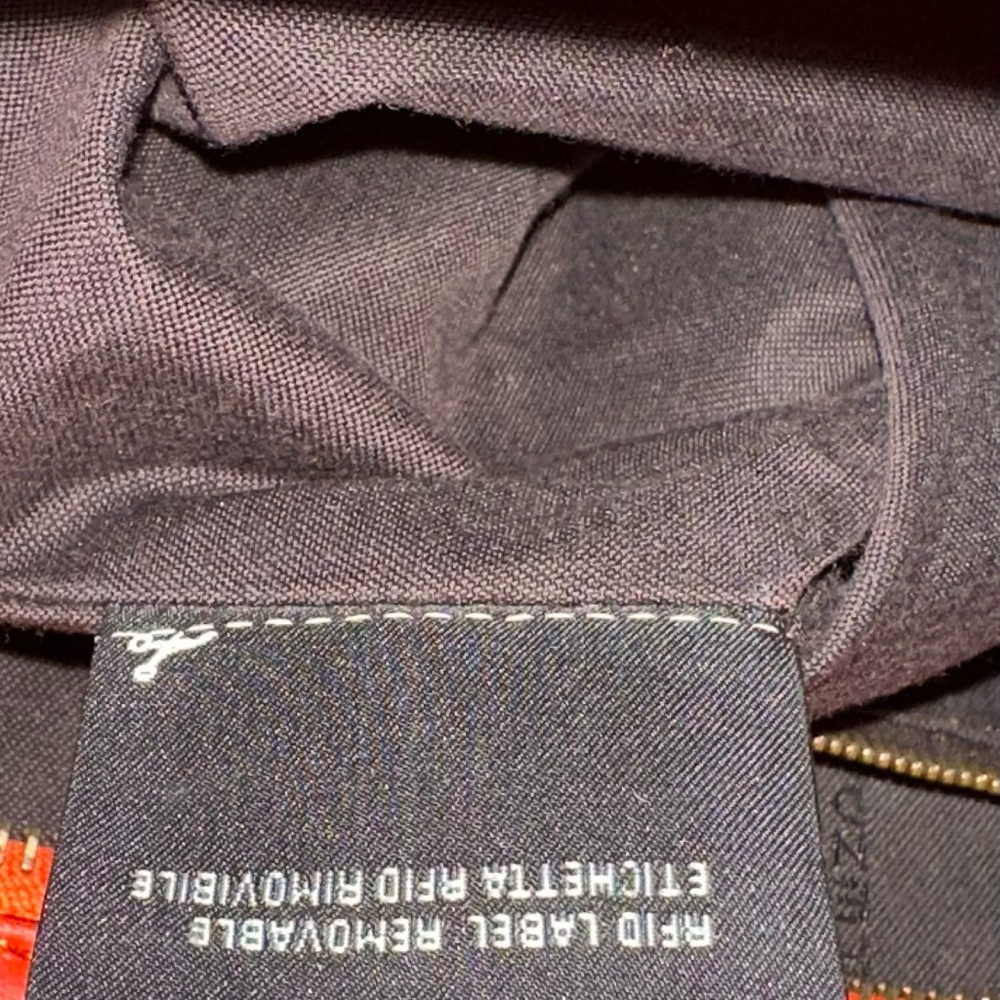 RFID LABEL REMOVABLE
ETICHETTA RFID RIMOVIBILE